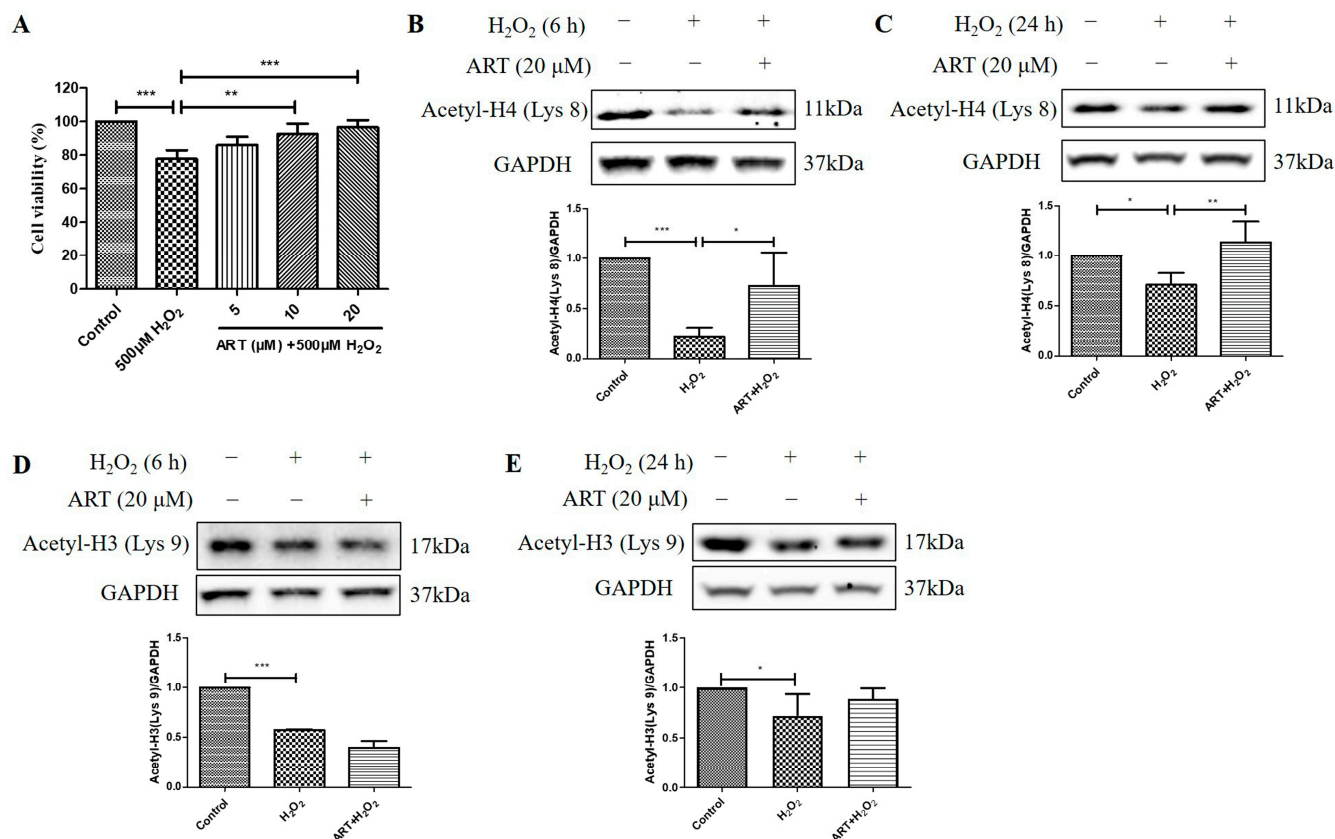 A
***
***
**
120
100
80
60
40
20
0
Cell viability (%)
Control
500μM H₂O₂
5
10
20
ART (μM) +500μM H₂O₂
B
H₂O₂ (6 h) − + +
ART (20 μM) − − +
Acetyl-H4 (Lys 8) 11kDa
GAPDH 37kDa
1.5
1.0
0.5
0.0
Acetyl-H4(Lys 8)/GAPDH
***
*
Control
H₂O₂
ART+H₂O₂
C
H₂O₂ (24 h) − + +
ART (20 μM) − − +
Acetyl-H4 (Lys 8) 11kDa
GAPDH 37kDa
1.5
1.0
0.5
0.0
Acetyl-H4(Lys 8)/GAPDH
*
**
Control
H₂O₂
ART+H₂O₂
D
H₂O₂ (6 h) − + +
ART (20 μM) − − +
Acetyl-H3 (Lys 9) 17kDa
GAPDH 37kDa
1.5
1.0
0.5
0.0
Acetyl-H3(Lys 9)/GAPDH
***
Control
H₂O₂
ART+H₂O₂
E
H₂O₂ (24 h) − + +
ART (20 μM) − − +
Acetyl-H3 (Lys 9) 17kDa
GAPDH 37kDa
1.5
1.0
0.5
0.0
Acetyl-H3(Lys 9)/GAPDH
*
Control
H₂O₂
ART+H₂O₂